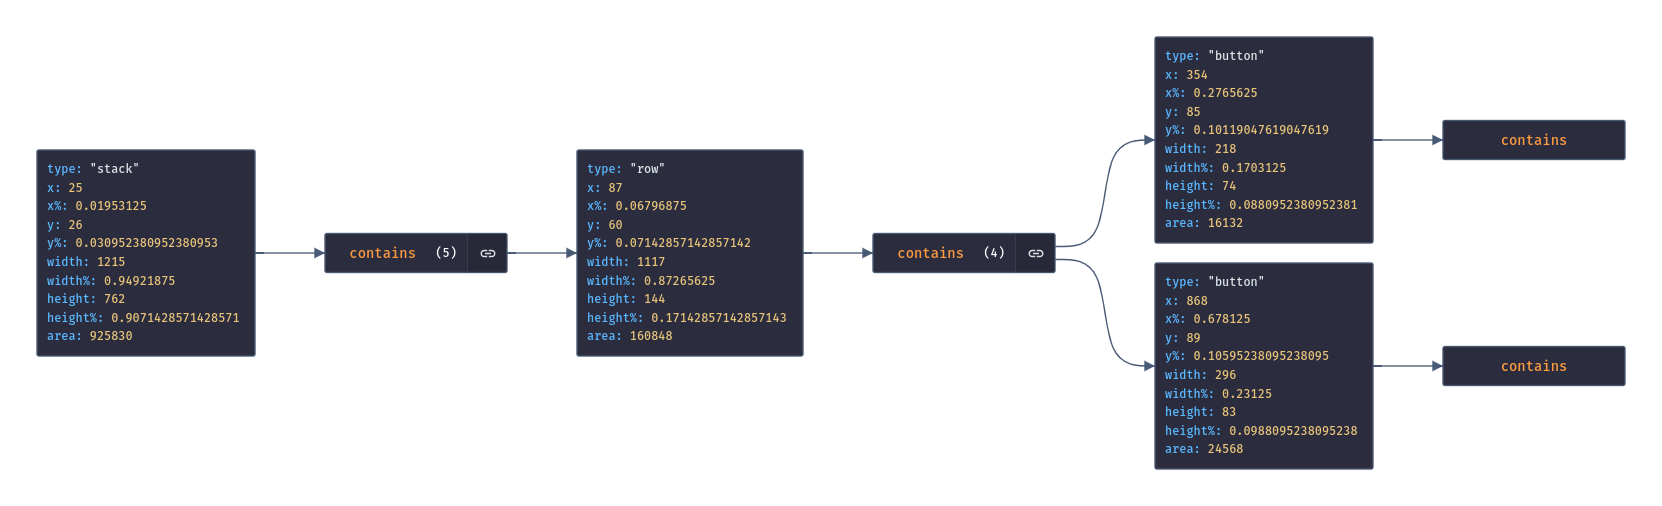 type: "stack"
x: 25
x%: 0.01953125
y: 26
y%: 0.030952380952380953
width: 1215
width%: 0.94921875
height: 762
height%: 0.9071428571428571
area: 925830
contains (5)
type: "row"
x: 87
x%: 0.06796875
y: 60
y%: 0.07142857142857142
width: 1117
width%: 0.87265625
height: 144
height%: 0.17142857142857143
area: 160848
contains (4)
type: "button"
x: 354
x%: 0.2765625
y: 85
y%: 0.10119047619047619
width: 218
width%: 0.1703125
height: 74
height%: 0.0880952380952381
area: 16132
contains
type: "button"
x: 868
x%: 0.678125
y: 89
y%: 0.10595238095238095
width: 296
width%: 0.23125
height: 83
height%: 0.0988095238095238
area: 24568
contains